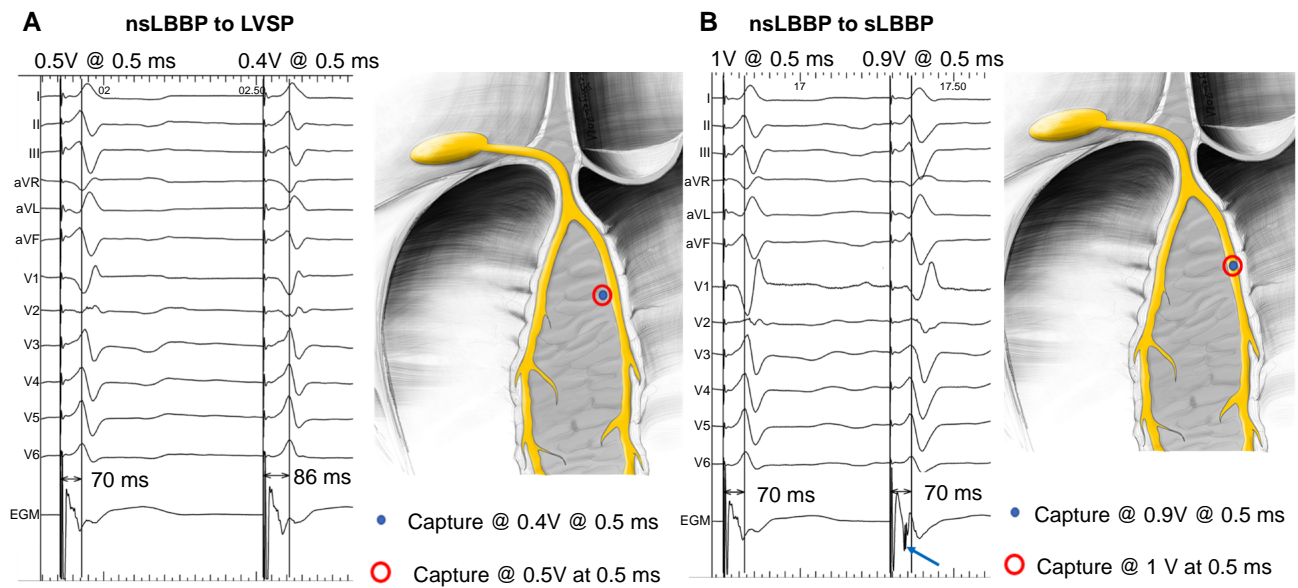 A
nsLBBP to LVSP
0.5V @ 0.5 ms
0.4V @ 0.5 ms
02
02.50
I
II
III
aVR
aVL
aVF
V1
V2
V3
V4
V5
V6
EGM
70 ms
86 ms
Capture @ 0.4V @ 0.5 ms
Capture @ 0.5V at 0.5 ms
B
nsLBBP to sLBBP
1V @ 0.5 ms
0.9V @ 0.5 ms
17
17.50
I
II
III
aVR
aVL
aVF
V1
V2
V3
V4
V5
V6
EGM
70 ms
70 ms
Capture @ 0.9V @ 0.5 ms
Capture @ 1 V at 0.5 ms